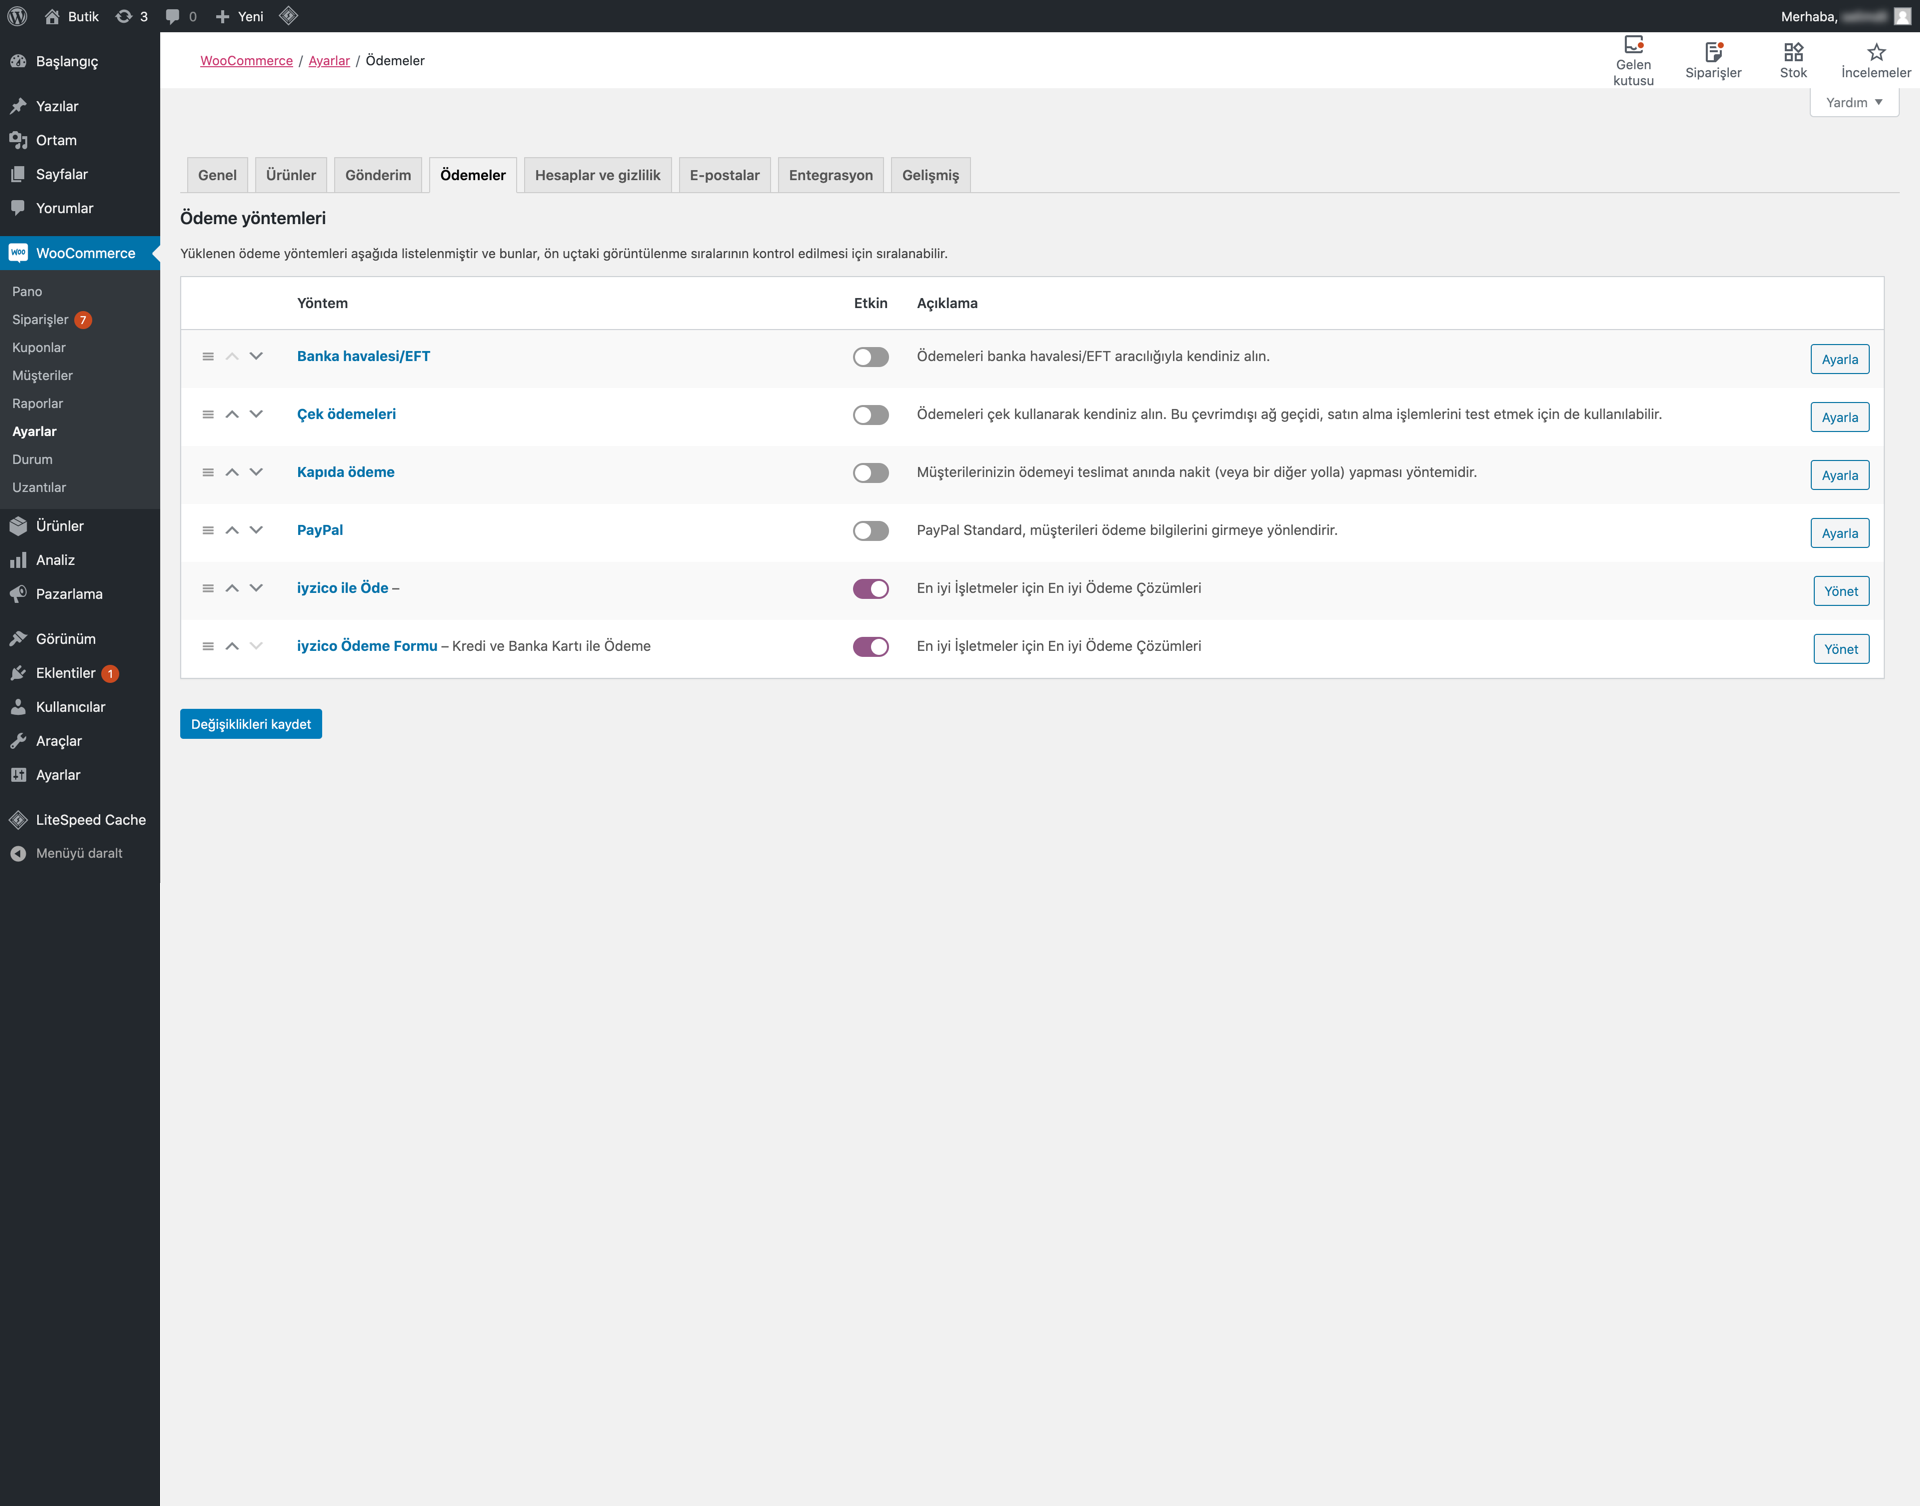 Butik 3 0 Yeni
Merhaba,
Başlangıç
Yazılar
Ortam
Sayfalar
Yorumlar
WooCommerce
Pano
Siparişler 7
Kuponlar
Müşteriler
Raporlar
Ayarlar
Durum
Uzantılar
Ürünler
Analiz
Pazarlama
Görünüm
Eklentiler 1
Kullanıcılar
Araçlar
Ayarlar
LiteSpeed Cache
Menüyü daralt
WooCommerce / Ayarlar / Ödemeler
Gelen
kutusu
Siparişler
Stok
İncelemeler
Yardım
Genel Ürünler Gönderim Ödemeler Hesaplar ve gizlilik E-postalar Entegrasyon Gelişmiş
Ödeme yöntemleri
Yüklenen ödeme yöntemleri aşağıda listelenmiştir ve bunlar, ön uçtaki görüntülenme sıralarının kontrol edilmesi için sıralanabilir.
Yöntem Etkin Açıklama
Banka havalesi/EFT Ödemeleri banka havalesi/EFT aracılığıyla kendiniz alın. Ayarla
Çek ödemeleri Ödemeleri çek kullanarak kendiniz alın. Bu çevrimdışı ağ geçidi, satın alma işlemlerini test etmek için de kullanılabilir. Ayarla
Kapıda ödeme Müşterilerinizin ödemeyi teslimat anında nakit (veya bir diğer yolla) yapması yöntemidir. Ayarla
PayPal PayPal Standard, müşterileri ödeme bilgilerini girmeye yönlendirir. Ayarla
iyzico ile Öde – En iyi İşletmeler için En iyi Ödeme Çözümleri Yönet
iyzico Ödeme Formu – Kredi ve Banka Kartı ile Ödeme En iyi İşletmeler için En iyi Ödeme Çözümleri Yönet
Değişiklikleri kaydet